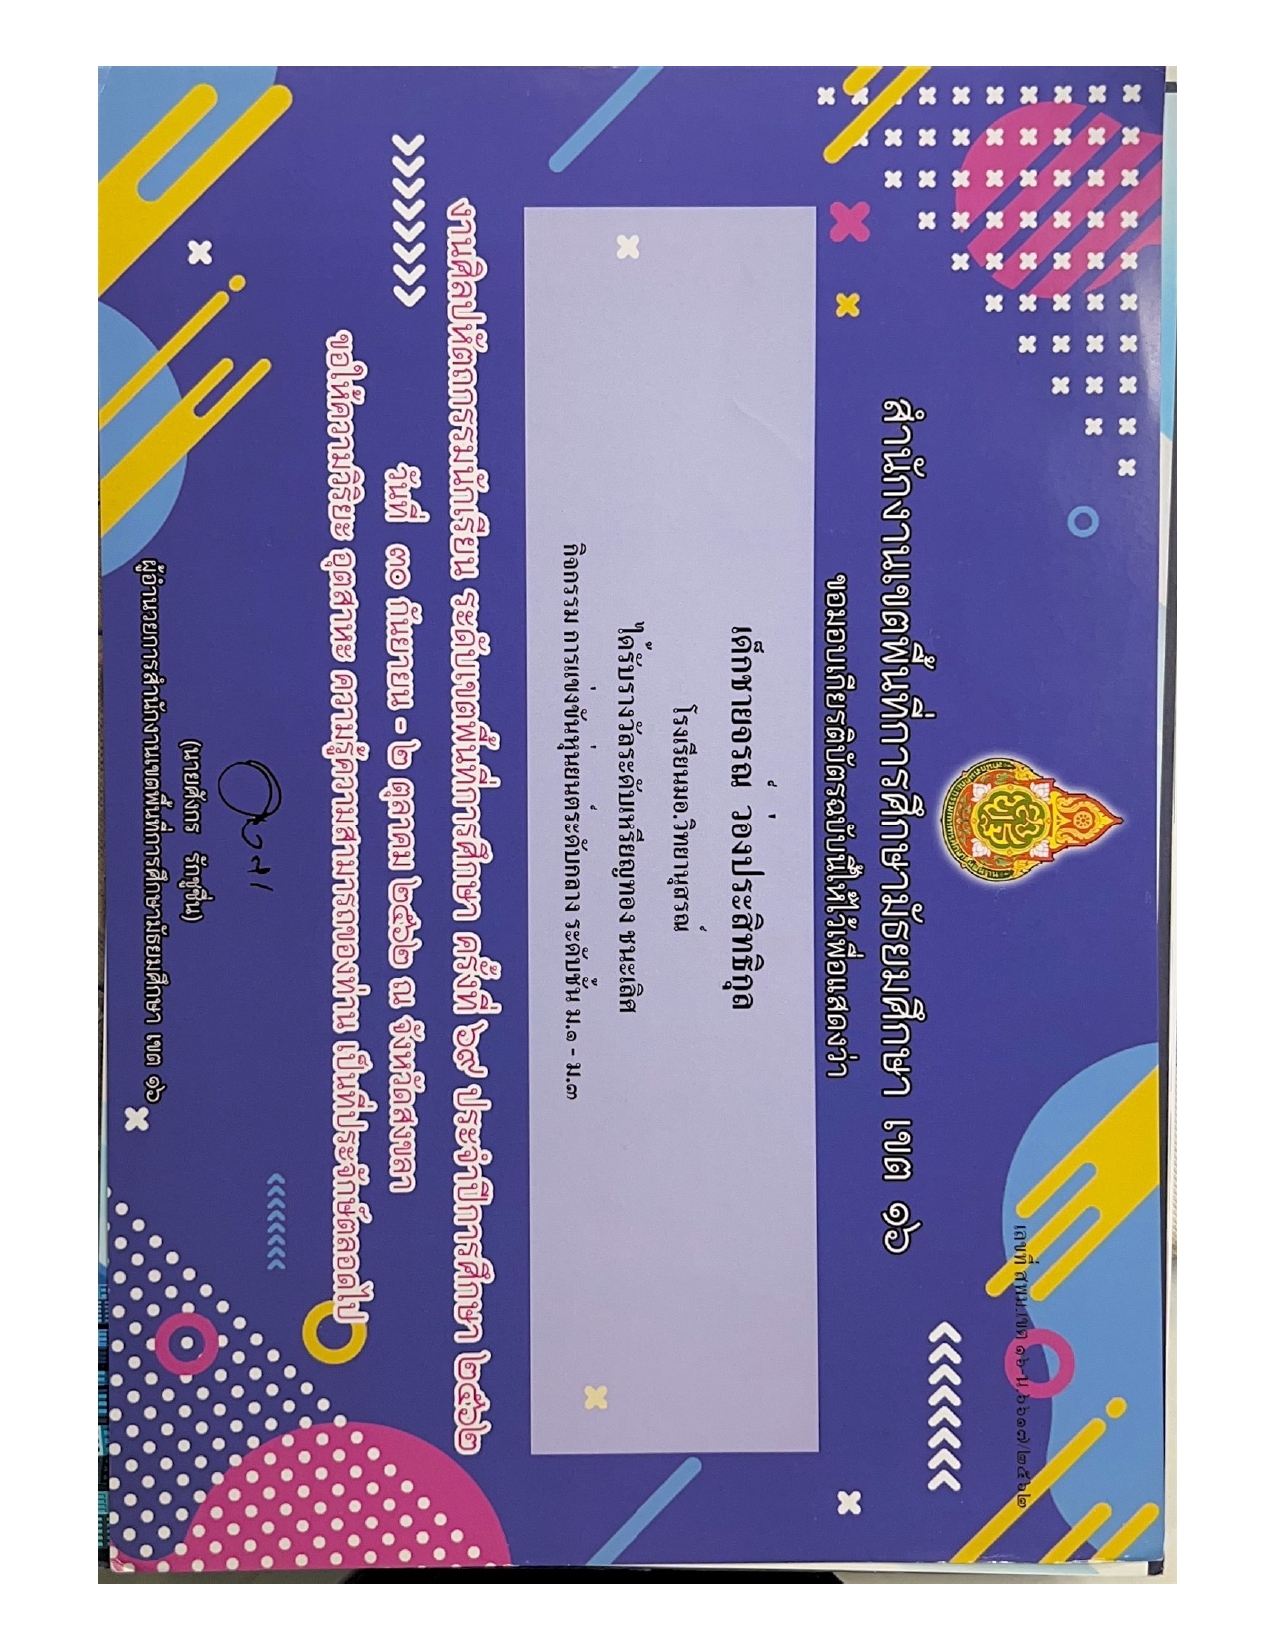 เลขที่ สพม.เขต ๑๖-น.๖๖๑๗/๒๕๖๒
สำนักงานเขตพื้นที่การศึกษามัธยมศึกษา เขต ๑๖
ขอมอบเกียรติบัตรฉบับนี้ให้ไว้เพื่อแสดงว่า
เด็กชายจรณ์ ว่องประสิทธิกุล
โรงเรียนมอ.วิทยานุสรณ์
ได้รับรางวัลระดับเหรียญทอง ชนะเลิศ
กิจกรรม การแข่งขันหุ่นยนต์ระดับกลาง ระดับชั้น ม.๑ - ม.๓
งานศิลปหัตถกรรมนักเรียน ระดับเขตพื้นที่การศึกษา ครั้งที่ ๖๙ ประจำปีการศึกษา ๒๕๖๒
วันที่ ๓๐ กันยายน - ๒ ตุลาคม ๒๕๖๒ ณ จังหวัดสงขลา
ขอให้ความวิริยะ อุตสาหะ ความรู้ความสามารถของท่าน เป็นที่ประจักษ์ตลอดไป
(นายศังกร รักชูชื่น)
ผู้อำนวยการสำนักงานเขตพื้นที่การศึกษามัธยมศึกษา เขต ๑๖